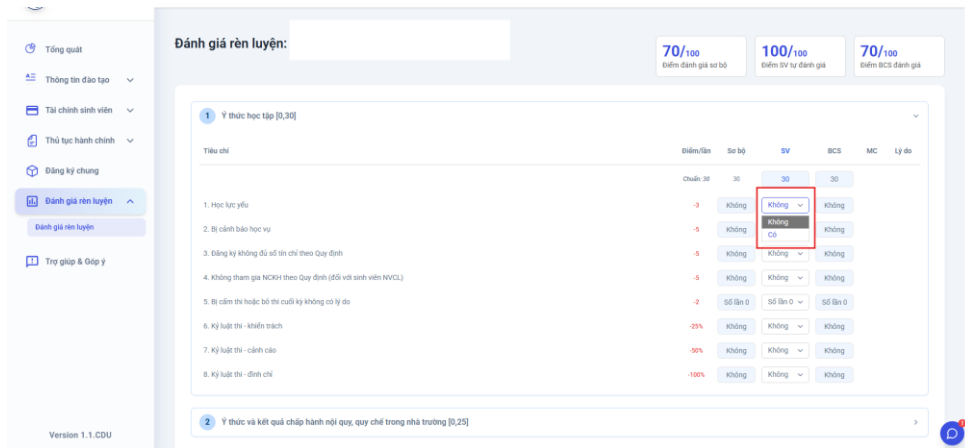 Tổng quát
Thông tin đào tạo
Tài chính sinh viên
Thủ tục hành chính
Đăng ký chung
Đánh giá rèn luyện
Đánh giá rèn luyện
Trợ giúp & Góp ý
Version 1.1.CDU
Đánh giá rèn luyện:
70/100
Điểm đánh giá sơ bộ
100/100
Điểm SV tự đánh giá
70/100
Điểm BCS đánh giá
1 Ý thức học tập [0,30]
Tiêu chí Điểm/lần Sơ bộ SV BCS MC Lý do
Chuẩn: 30 30 30 30
1. Học lực yếu -3 Không Không Không
Không
Có
2. Bị cảnh báo học vụ -5 Không Không
3. Đăng ký không đủ số tín chỉ theo Quy định -5 Không Không Không
4. Không tham gia NCKH theo Quy định (đối với sinh viên NVCL) -5 Không Không Không
5. Bị cấm thi hoặc bỏ thi cuối kỳ không có lý do -2 Số lần 0 Số lần 0 Số lần 0
6. Kỷ luật thi - khiển trách -25% Không Không Không
7. Kỷ luật thi - cảnh cáo -50% Không Không Không
8. Kỷ luật thi - đình chỉ -100% Không Không Không
2 Ý thức và kết quả chấp hành nội quy, quy chế trong nhà trường [0,25]